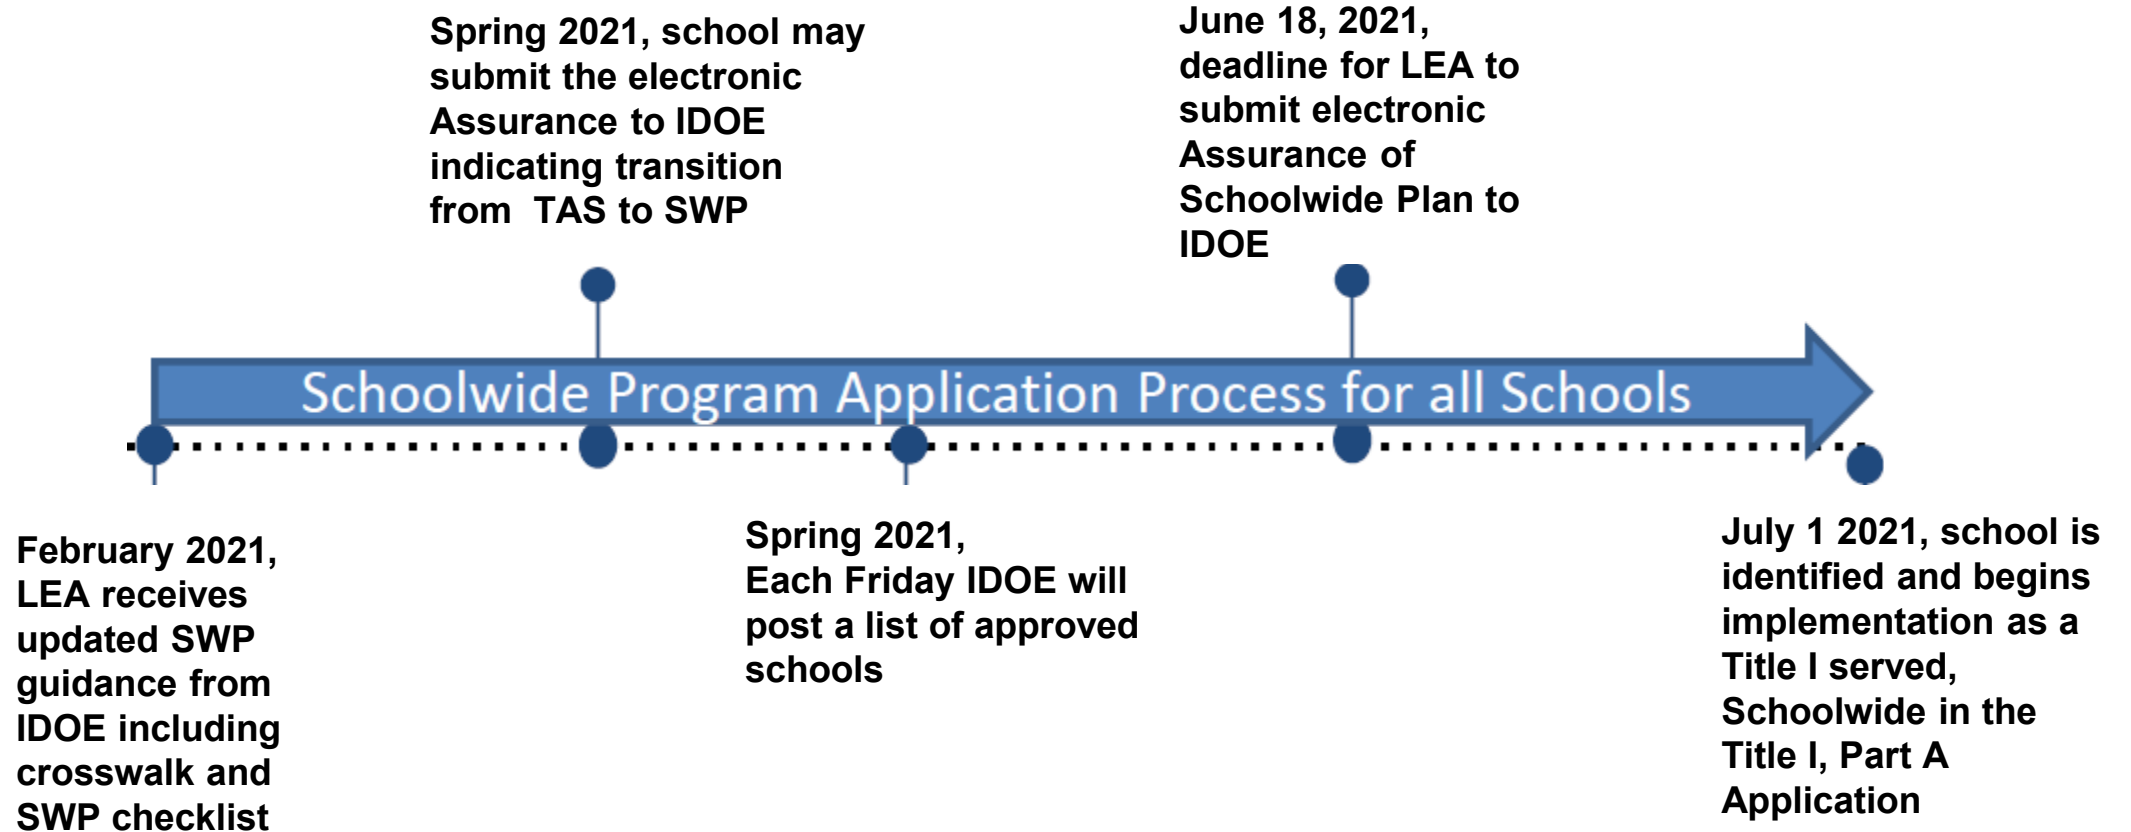 Spring 2021, school may
submit the electronic
Assurance to IDOE
indicating transition
from  TAS to SWP
June 18, 2021,
deadline for LEA to
submit electronic
Assurance of
Schoolwide Plan to
IDOE
Schoolwide Program Application Process for all Schools
February 2021,
LEA receives
updated SWP
guidance from
IDOE including
crosswalk and
SWP checklist
Spring 2021,
Each Friday IDOE will
post a list of approved
schools
July 1 2021, school is
identified and begins
implementation as a
Title I served,
Schoolwide in the
Title I, Part A
Application